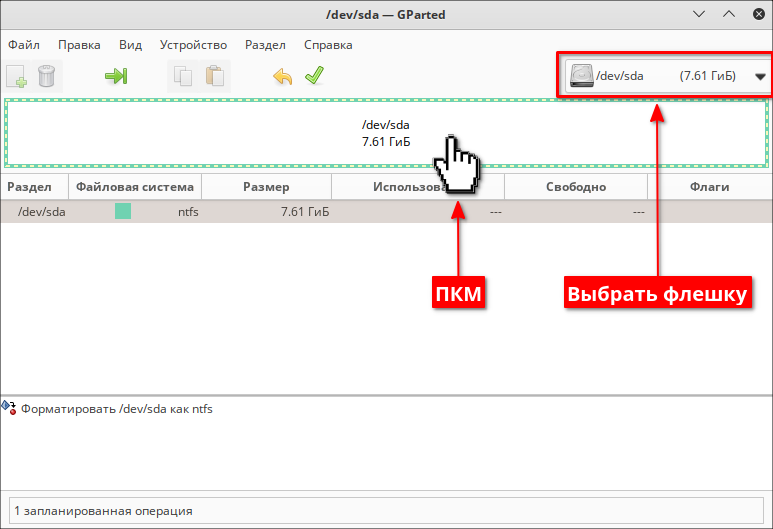 /dev/sda — GParted
Файл Правка Вид Устройство Раздел Справка
/dev/sda (7.61 ГиБ)
/dev/sda
7.61 ГиБ
Раздел Файловая система Размер Использова Свободно Флаги
/dev/sda ntfs 7.61 ГиБ --- ---
ПКМ
Выбрать флешку
Форматировать /dev/sda как ntfs
1 запланированная операция